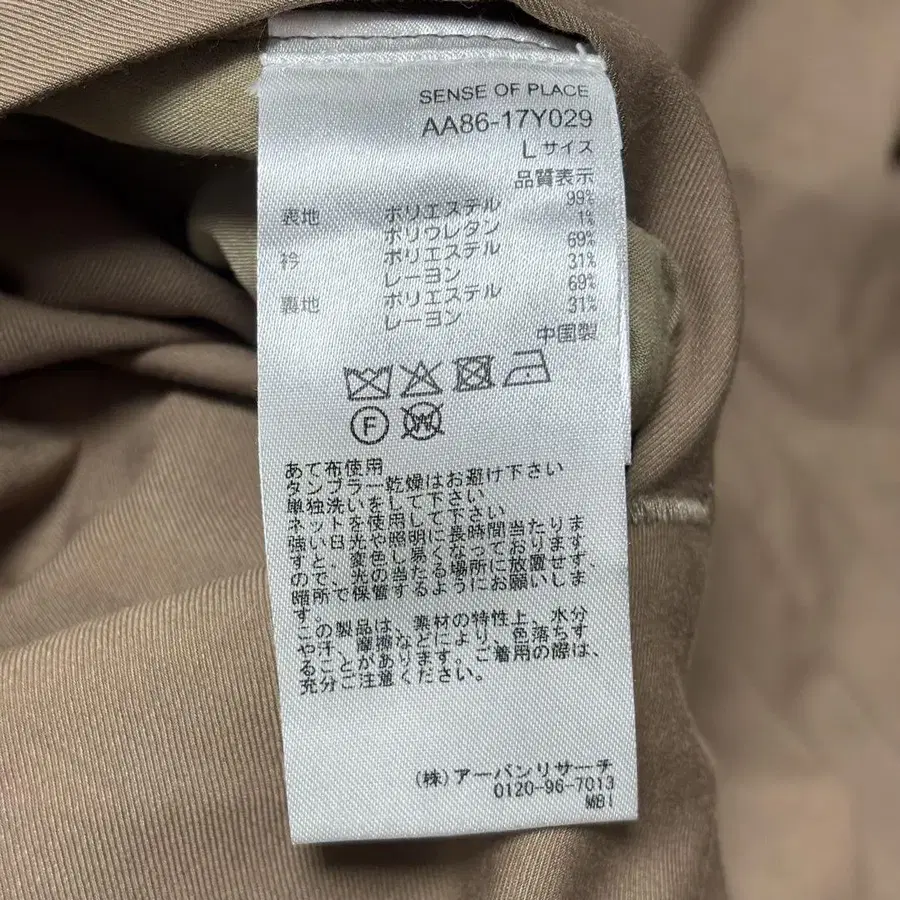 SENSE OF PLACE
AA86-17Y029
L サイズ
品質表示
表地 ポリエステル 99%
ポリウレタン 1%
衿 ポリエステル 69%
レーヨン 31%
裏地 ポリエステル 69%
レーヨン 31%
中国製
F W
あて布使用
タンブラー乾燥はお避け下さい
単独洗いをして下さい
ネットを使用して下さい
強い日光や照明に長時間当たりま
すと、変色し易くなっております
ので、光の当たる場所に放置せず、
暗所で保管するようにお願いしま
す。
この製品は、素材の特性上、水分
や汗、摩擦などにより、色落ちす
ることがあります。ご着用の際は、
充分ご注意ください。
(株)アーバンリサーチ
0120-96-7013
MBI